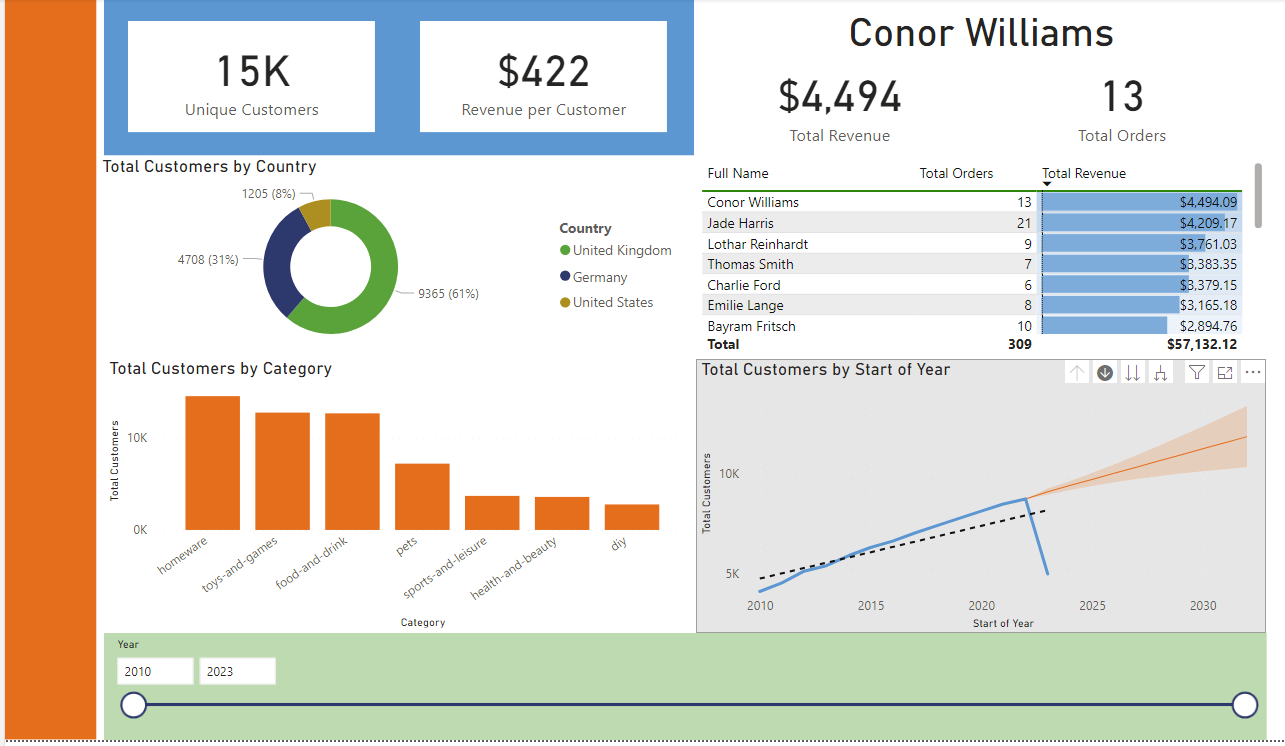 15K
Unique Customers
$422
Revenue per Customer
Conor Williams
$4,494
Total Revenue
13
Total Orders
Total Customers by Country
1205 (8%)
4708 (31%)
9365 (61%)
Country
United Kingdom
Germany
United States
Full Name Total Orders Total Revenue
Conor Williams 13 $4,494.09
Jade Harris 21 $4,209.17
Lothar Reinhardt 9 $3,761.03
Thomas Smith 7 $3,383.35
Charlie Ford 6 $3,379.15
Emilie Lange 8 $3,165.18
Bayram Fritsch 10 $2,894.76
Total 309 $57,132.12
Total Customers by Category
Total Customers
10K
0K
homeware
toys-and-games
food-and-drink
pets
sports-and-leisure
health-and-beauty
diy
Category
Total Customers by Start of Year
Total Customers
10K
5K
2010 2015 2020 2025 2030
Start of Year
Year
2010 2023